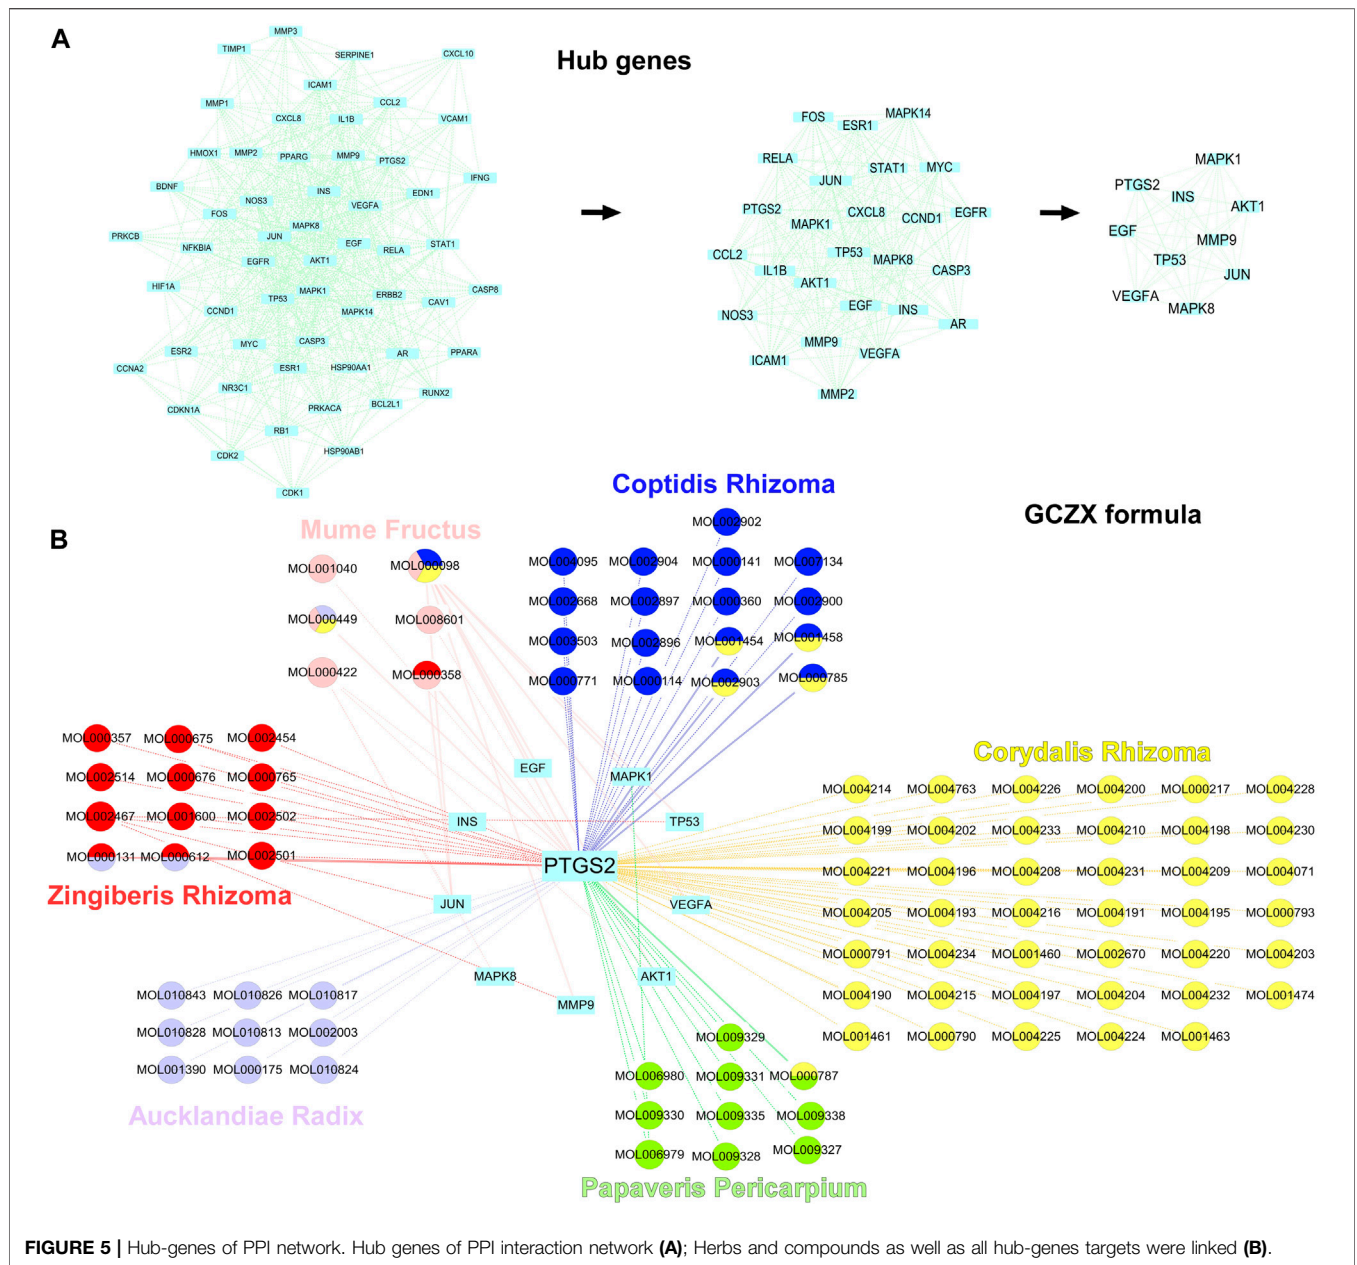 A
Hub genes
MMP3
TIMP1
SERPINE1
CXCL10
ICAM1
MMP1
CCL2
CXCL8
IL1B
VCAM1
HMOX1
MMP2
PPARG
MMP9
PTGS2
BDNF
INS
EDN1
IFNG
NOS3
VEGFA
FOS
MAPK8
PRKCB
NFKBIA
JUN
EGF
RELA
STAT1
EGFR
AKT1
HIF1A
TP53
MAPK1
ERBB2
CAV1
CASP8
CCND1
MAPK14
ESR2
MYC
CASP3
AR
PPARA
CCNA2
ESR1
HSP90AA1
NR3C1
RUNX2
CDKN1A
PRKACA
BCL2L1
RB1
CDK2
HSP90AB1
CDK1
FOS
ESR1
MAPK14
RELA
JUN
STAT1
MYC
PTGS2
MAPK1
CXCL8
CCND1
EGFR
CCL2
IL1B
TP53
MAPK8
CASP3
AKT1
NOS3
EGF
INS
AR
ICAM1
MMP9
VEGFA
MMP2
MAPK1
PTGS2
INS
AKT1
EGF
MMP9
TP53
JUN
VEGFA
MAPK8
B
GCZX formula
Mume Fructus
MOL001040 MOL000098
MOL000449 MOL008601
MOL000422 MOL000358
Coptidis Rhizoma
MOL002902
MOL004095 MOL002904 MOL000141 MOL007134
MOL002668 MOL002897 MOL000360 MOL002900
MOL003503 MOL002896 MOL001454 MOL001458
MOL000771 MOL000114 MOL002903 MOL000785
MOL000357 MOL000675 MOL002454
MOL002514 MOL000676 MOL000765
MOL002467 MOL001600 MOL002502
MOL000131 MOL000612 MOL002501
Zingiberis Rhizoma
EGF
MAPK1
INS
TP53
PTGS2
JUN
VEGFA
MAPK8
AKT1
MMP9
Corydalis Rhizoma
MOL004214 MOL004763 MOL004226 MOL004200 MOL000217 MOL004228
MOL004199 MOL004202 MOL004233 MOL004210 MOL004198 MOL004230
MOL004221 MOL004196 MOL004208 MOL004231 MOL004209 MOL004071
MOL004205 MOL004193 MOL004216 MOL004191 MOL004195 MOL000793
MOL000791 MOL004234 MOL001460 MOL002670 MOL004220 MOL004203
MOL004190 MOL004215 MOL004197 MOL004204 MOL004232 MOL001474
MOL001461 MOL000790 MOL004225 MOL004224 MOL001463
MOL010843 MOL010826 MOL010817
MOL010828 MOL010813 MOL002003
MOL001390 MOL000175 MOL010824
Aucklandiae Radix
MOL009329
MOL006980 MOL009331 MOL000787
MOL009330 MOL009335 MOL009338
MOL006979 MOL009328 MOL009327
Papaveris Pericarpium
FIGURE 5 | Hub-genes of PPI network. Hub genes of PPI interaction network (A); Herbs and compounds as well as all hub-genes targets were linked (B).